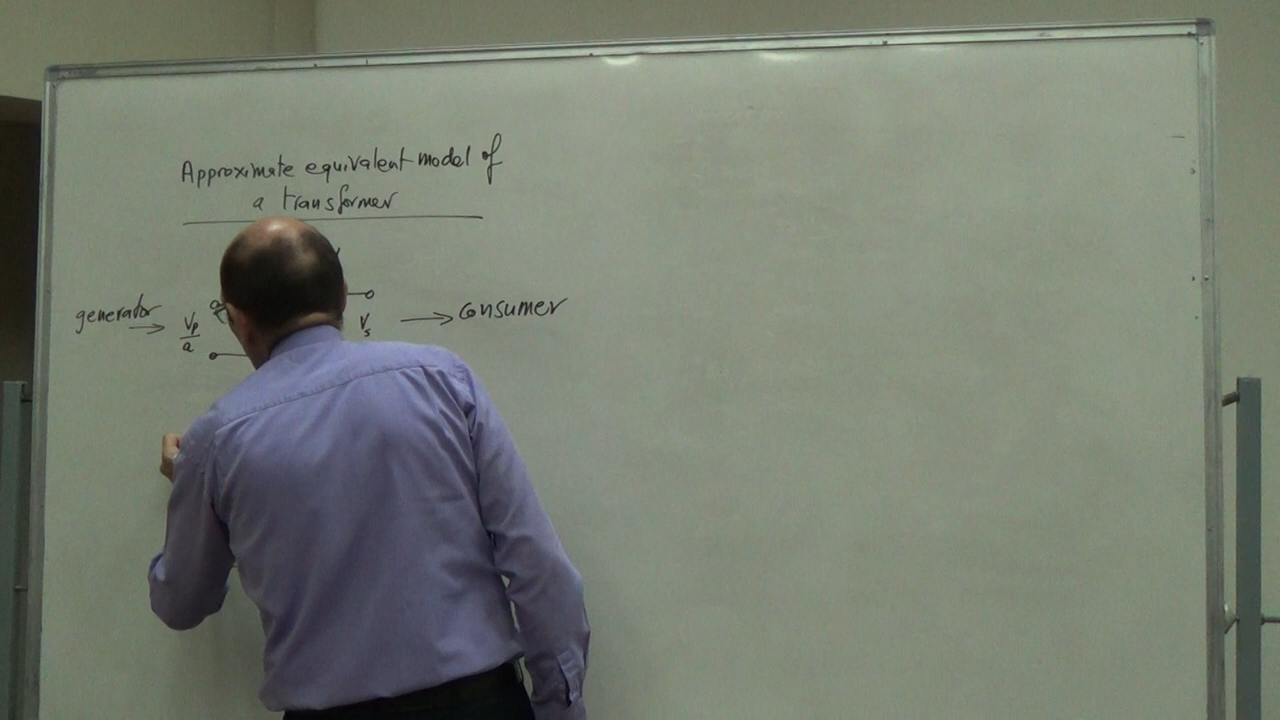 Approximate equivalent model of
a transformer
generator → Vp/a Vs → consumer